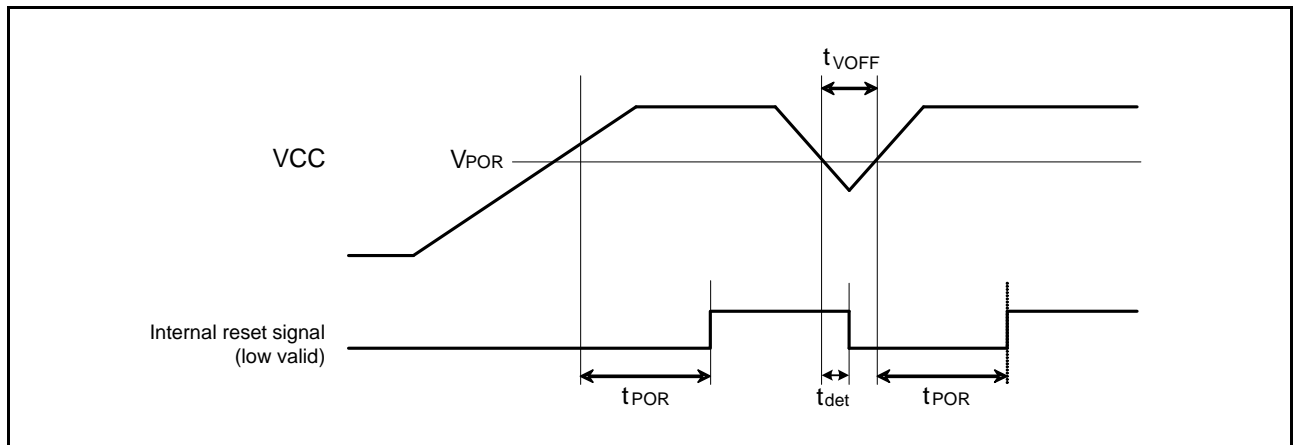 tVOFF
VCC
VPOR
Internal reset signal
(low valid)
tPOR
tdet
tPOR